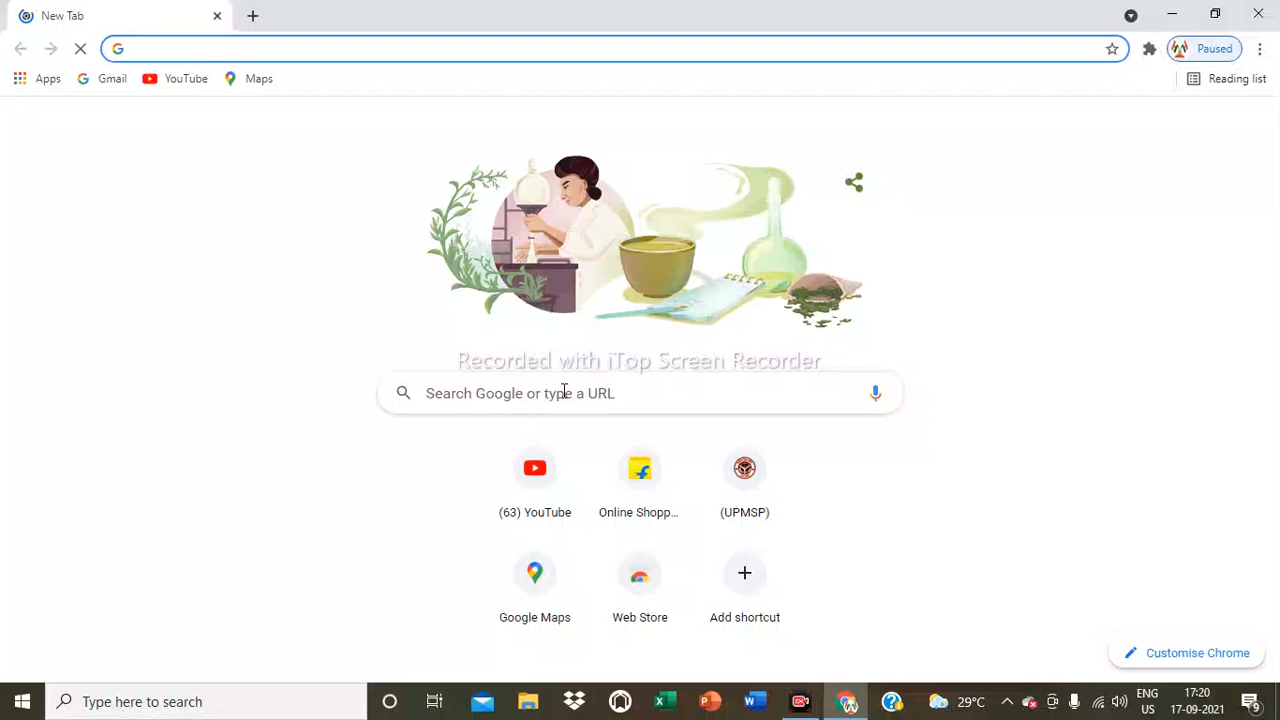 New Tab
Paused
Apps
Gmail
YouTube
Maps
Reading list
Recorded with iTop Screen Recorder
Search Google or type a URL
(63) YouTube
Online Shopp...
(UPMSP)
Google Maps
Web Store
Add shortcut
Customise Chrome
Type here to search
29°C
ENG
IN
17:20
17-09-2021
9